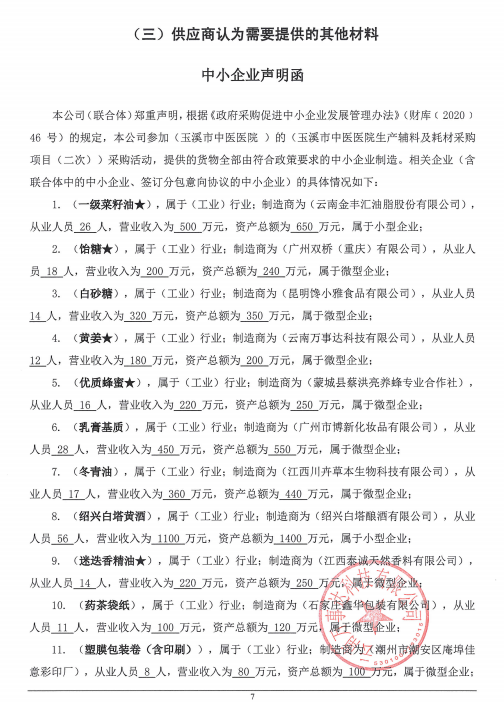 （三）供应商认为需要提供的其他材料
中小企业声明函
本公司（联合体）郑重声明，根据《政府采购促进中小企业发展管理办法》（财库﹝2020﹞
46 号）的规定，本公司参加（玉溪市中医医院 ）的（玉溪市中医医院生产辅料及耗材采购
项目（二次））采购活动，提供的货物全部由符合政策要求的中小企业制造。相关企业（含
联合体中的中小企业、签订分包意向协议的中小企业）的具体情况如下：
1. （一级菜籽油★），属于（工业）行业；制造商为（云南金丰汇油脂股份有限公司），
从业人员 26 人，营业收入为 500 万元，资产总额为 650 万元，属于小型企业；
2. （饴糖★），属于（工业）行业；制造商为（广州双桥（重庆）有限公司），从业人
员 18 人，营业收入为 200 万元，资产总额为 240 万元，属于微型企业；
3. （白砂糖），属于（工业）行业；制造商为（昆明馋小雅食品有限公司），从业人员
14 人，营业收入为 320 万元，资产总额为 350 万元，属于微型企业；
4. （黄姜★），属于（工业）行业；制造商为（云南万事达科技有限公司），从业人员
12 人，营业收入为 180 万元，资产总额为 200 万元，属于微型企业；
5. （优质蜂蜜★），属于（工业）行业；制造商为（蒙城县蔡洪亮养蜂专业合作社），
从业人员 16 人，营业收入为 220 万元，资产总额为 250 万元，属于微型企业；
6. （乳膏基质），属于（工业）行业；制造商为（广州市博新化妆品有限公司），从业
人员 28 人，营业收入为 450 万元，资产总额为 550 万元，属于微型企业；
7. （冬青油），属于（工业）行业；制造商为（江西川卉草本生物科技有限公司），从
业人员 17 人，营业收入为 360 万元，资产总额为 440 万元，属于微型企业；
8. （绍兴白塔黄酒），属于（工业）行业；制造商为（绍兴白塔酿酒有限公司），从业
人员 56 人，营业收入为 1100 万元，资产总额为 1400 万元，属于小型企业；
9. （迷迭香精油★），属于（工业）行业；制造商为（江西泰诚天然香料有限公司），
从业人员 14 人，营业收入为 220 万元，资产总额为 250 万元，属于微型企业；
10. （药茶袋纸），属于（工业）行业；制造商为（石家庄鑫华包装有限公司），从业
人员 11 人，营业收入为 100 万元，资产总额为 120 万元，属于微型企业；
11. （塑膜包装卷（含印刷）），属于（工业）行业；制造商为（潮州市潮安区庵埠佳
意彩印厂），从业人员 8 人，营业收入为 80 万元，资产总额为 100 万元，属于微型企业；
7